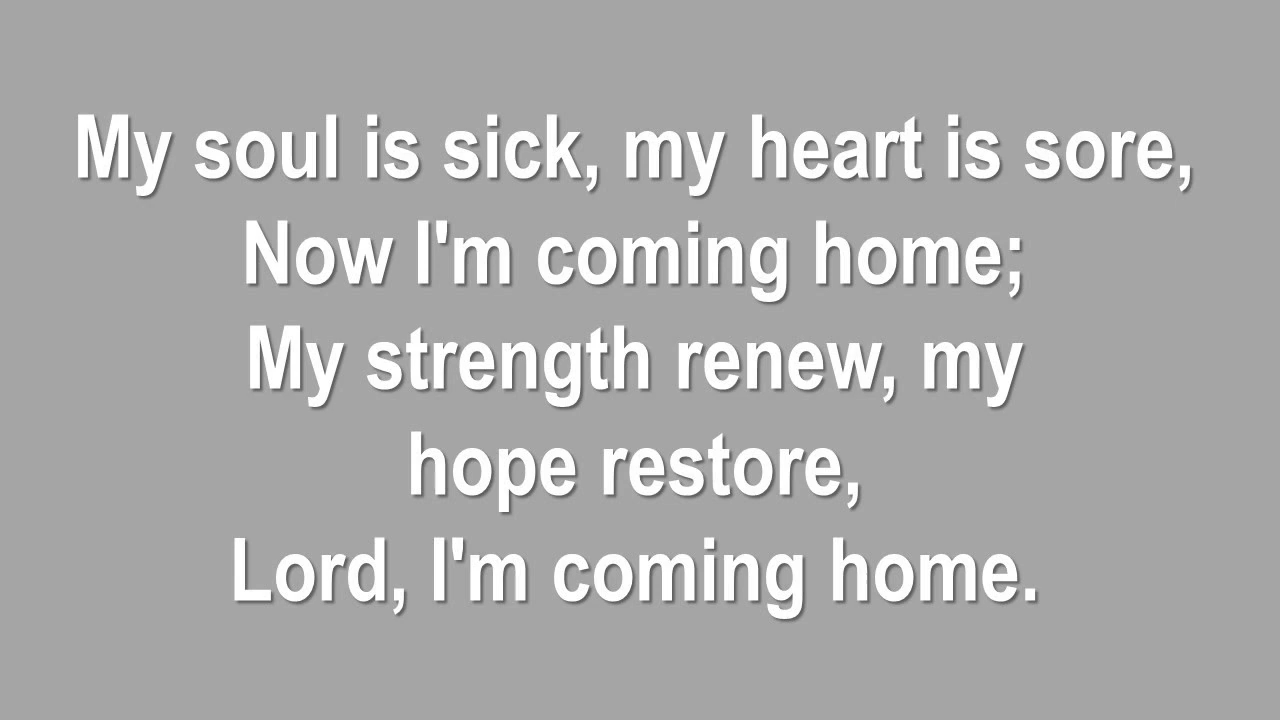 My soul is sick, my heart is sore,
Now I'm coming home;
My strength renew, my
hope restore,
Lord, I'm coming home.